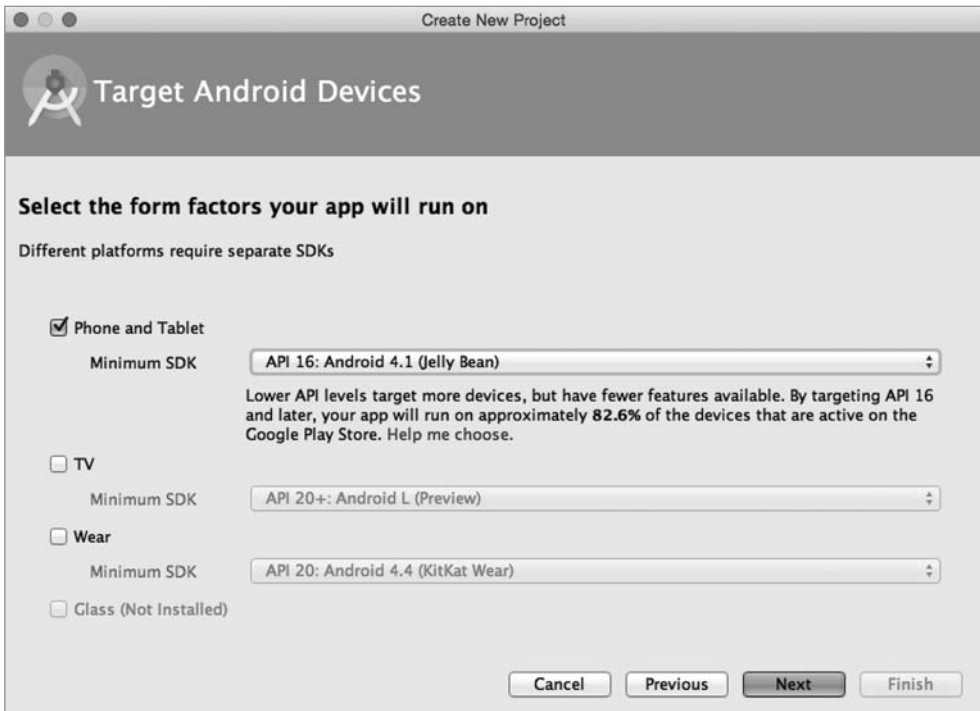 Create New Project
Target Android Devices
Select the form factors your app will run on
Different platforms require separate SDKs
Phone and Tablet
Minimum SDK API 16: Android 4.1 (Jelly Bean)
Lower API levels target more devices, but have fewer features available. By targeting API 16
and later, your app will run on approximately 82.6% of the devices that are active on the
Google Play Store. Help me choose.
TV
Minimum SDK API 20+: Android L (Preview)
Wear
Minimum SDK API 20: Android 4.4 (KitKat Wear)
Glass (Not Installed)
Cancel Previous Next Finish